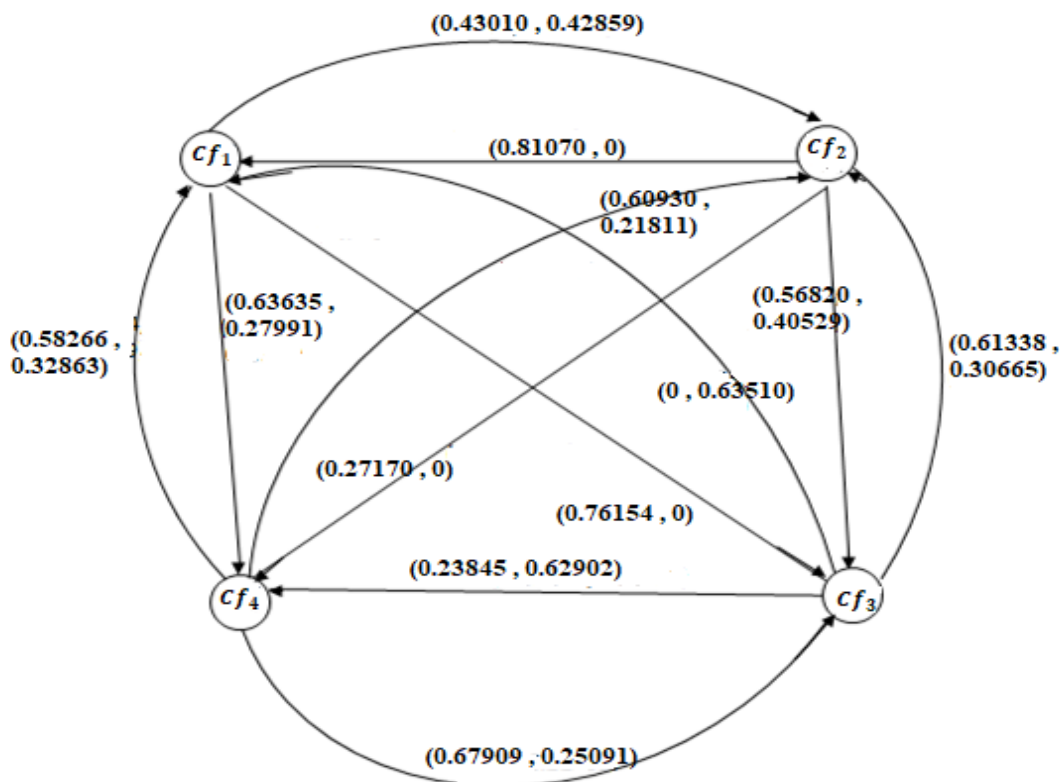 (0.43010 , 0.42859)
Cf₁
Cf₂
(0.81070 , 0)
(0.60930 ,
0.21811)
(0.63635 ,
0.27991)
(0.56820 ,
0.40529)
(0.58266 ,
0.32863)
(0.61338 ,
0.30665)
(0 , 0.63510)
(0.27170 , 0)
(0.76154 , 0)
(0.23845 , 0.62902)
Cf₄
Cf₃
(0.67909 , 0.25091)